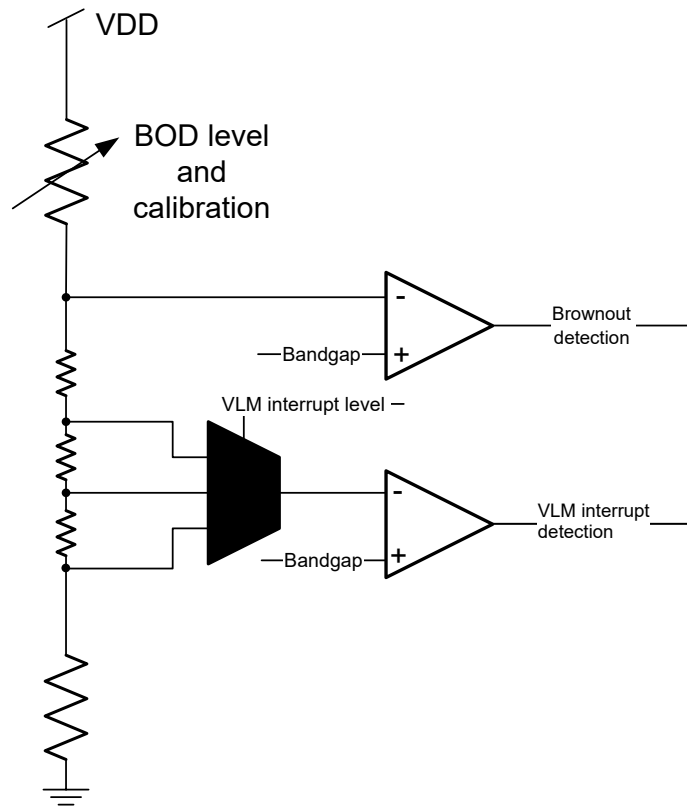 VDD
BOD level
and
calibration
-
Brownout
detection
Bandgap
+
VLM interrupt level
-
VLM interrupt
detection
Bandgap
+